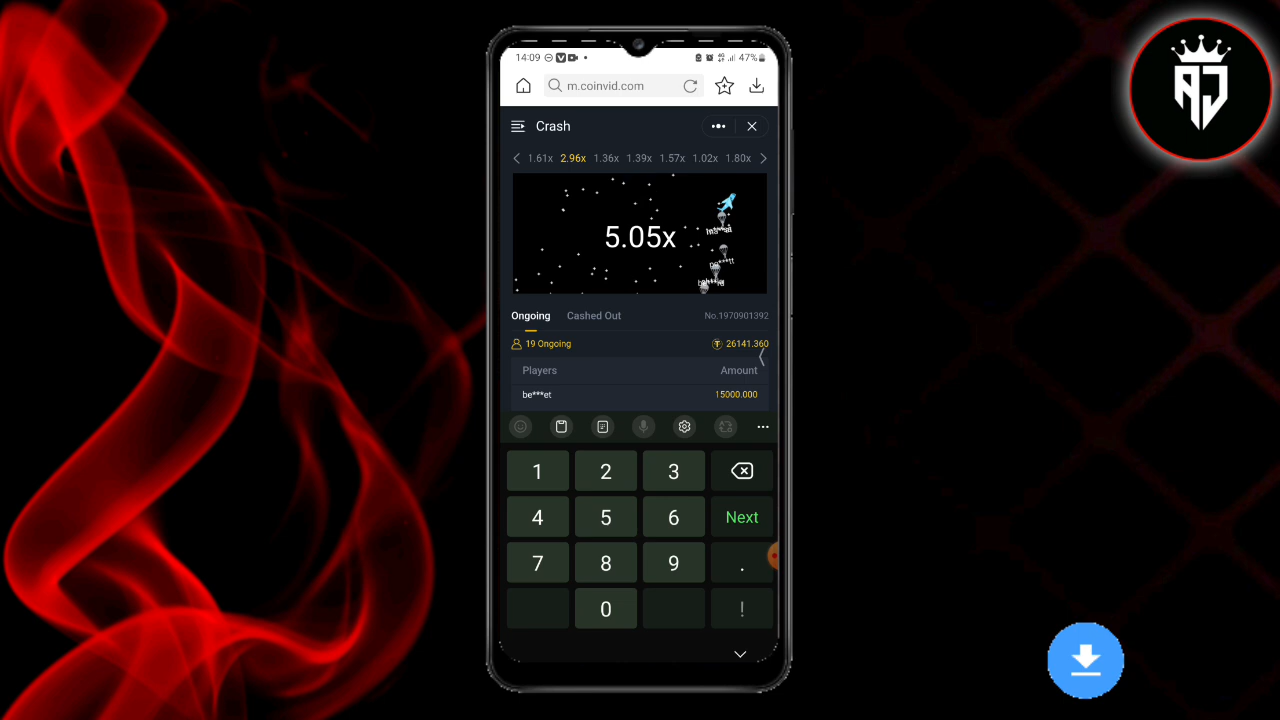 AJ
14:09 47%
m.coinvid.com
Crash
1.61x 2.96x 1.36x 1.39x 1.57x 1.02x 1.80x
5.05x
Ongoing Cashed Out No.1970901392
19 Ongoing 26141.360
Players Amount
be***et 15000.000
1 2 3
4 5 6 Next
7 8 9 .
0 !